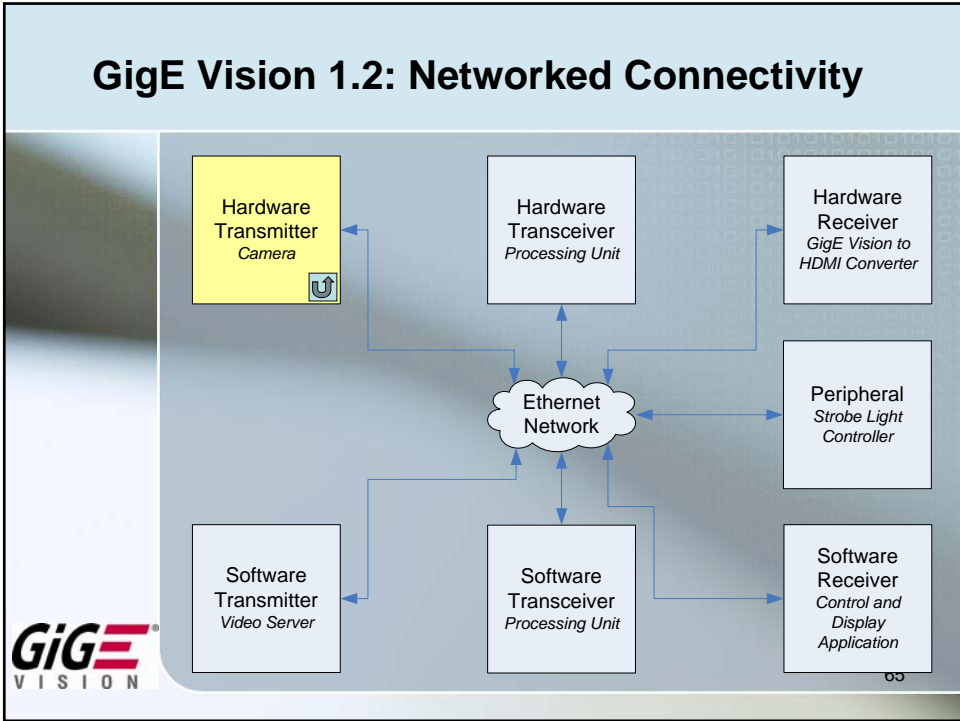 GigE Vision 1.2: Networked Connectivity
Hardware
Transmitter
Camera
Hardware
Transceiver
Processing Unit
Hardware
Receiver
GigE Vision to
HDMI Converter
Ethernet
Network
Peripheral
Strobe Light
Controller
Software
Transmitter
Video Server
Software
Transceiver
Processing Unit
Software
Receiver
Control and
Display
Application
GiGE®
VISION
65